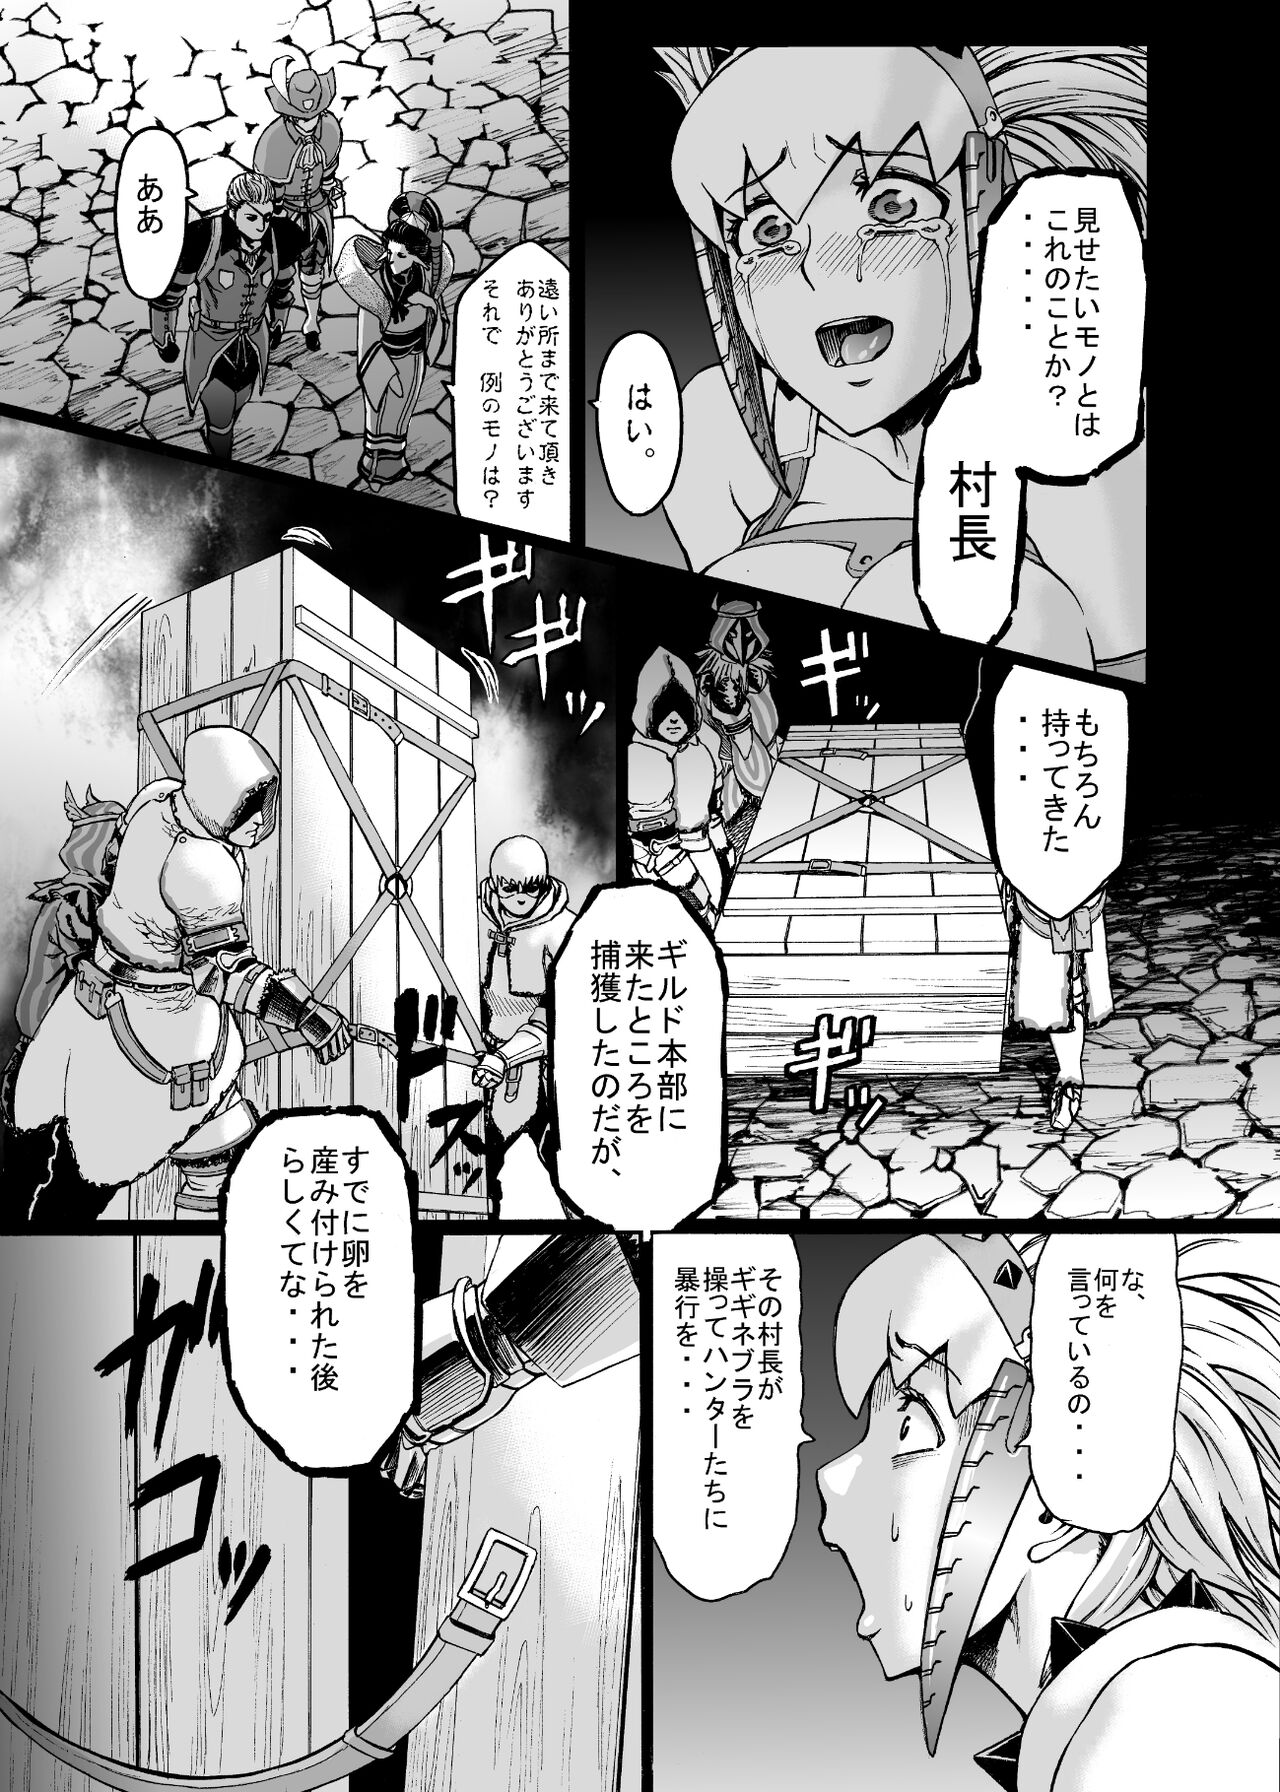 見せたいモノとは
これのことか？
・・・・
村長
はい。
遠い所まで来て頂き
ありがとうございます
それで　例のモノは？
ああ
もちろん
持ってきた
・・・
ギギッ
ギルド本部に
来たところを
捕獲したのだが、
ギギ
ギッ
ドズッ
すでに卵を
産み付けられた後
らしくてな・・・
な、
何を
言っているの・・・
その村長が
ギギネブラを
操ってハンターたちに
暴行を・・・
ガコッ